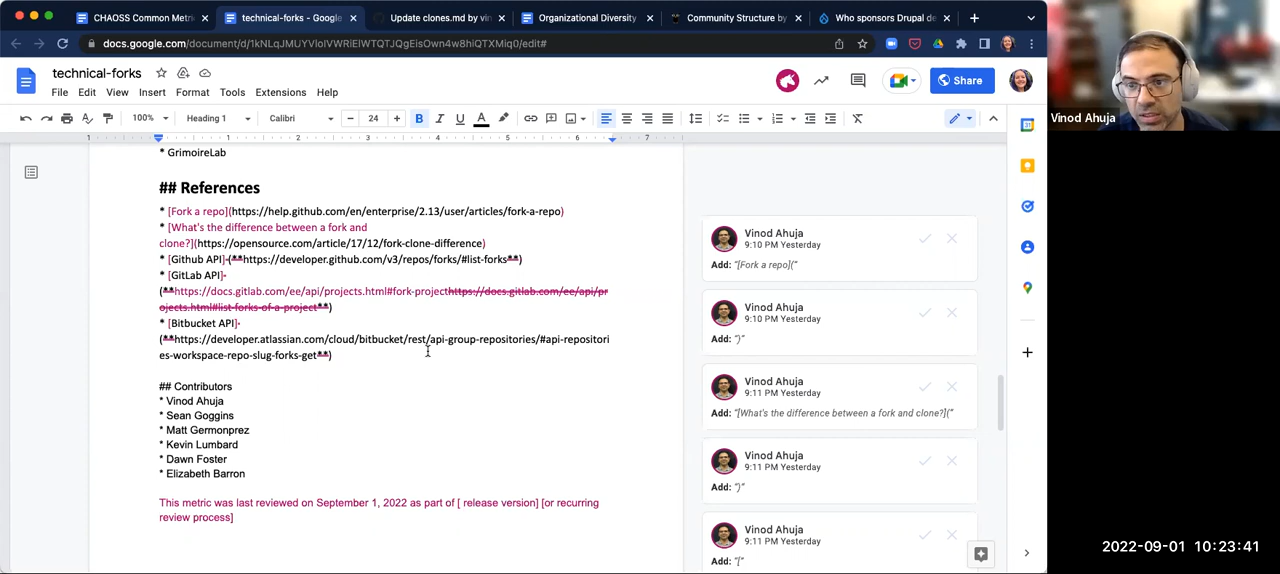 CHAOSS Common Metri
technical-forks - Google
Update clones.md by vin
Organizational Diversity
Community Structure by
Who sponsors Drupal de
docs.google.com/document/d/1kNLqJMUYVloIVWRiElWTQTJQgEisOwn4w8hiQTXMiq0/edit#
technical-forks
File Edit View Insert Format Tools Extensions Help
Share
100% Heading 1 Calibri 24
1 1 2 3 4 5 6 7
* GrimoireLab
## References
* [Fork a repo](https://help.github.com/en/enterprise/2.13/user/articles/fork-a-repo)
* [What's the difference between a fork and
clone?](https://opensource.com/article/17/12/fork-clone-difference)
* [Github API] (**https://developer.github.com/v3/repos/forks/#list-forks**)
* [GitLab API]
(**https://docs.gitlab.com/ee/api/projects.html#fork-projecthttps://docs.gitlab.com/ee/api/pr
ojects.html#list-forks-of-a-project**)
* [Bitbucket API]
(**https://developer.atlassian.com/cloud/bitbucket/rest/api-group-repositories/#api-repositori
es-workspace-repo-slug-forks-get**)
## Contributors
* Vinod Ahuja
* Sean Goggins
* Matt Germonprez
* Kevin Lumbard
* Dawn Foster
* Elizabeth Barron
This metric was last reviewed on September 1, 2022 as part of [ release version] [or recurring
review process]
Vinod Ahuja
9:10 PM Yesterday
Add: "[Fork a repo]("
Vinod Ahuja
9:10 PM Yesterday
Add: ")"
Vinod Ahuja
9:11 PM Yesterday
Add: "[What's the difference between a fork and clone?]("
Vinod Ahuja
9:11 PM Yesterday
Add: ")"
Vinod Ahuja
9:11 PM Yesterday
Add: "["
Vinod Ahuja
2022-09-01 10:23:41